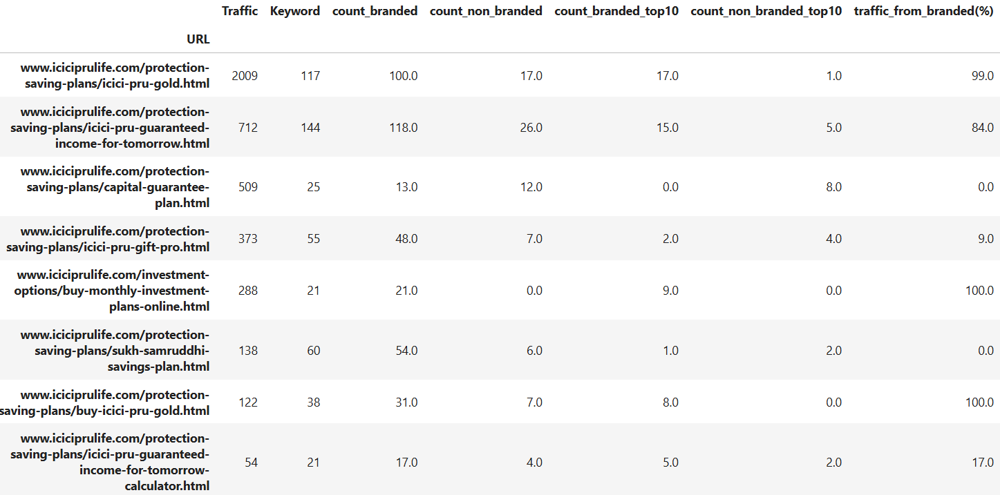 Traffic Keyword count_branded count_non_branded count_branded_top10 count_non_branded_top10 traffic_from_branded(%)
URL
www.iciciprulife.com/protection-
saving-plans/icici-pru-gold.html 2009 117 100.0 17.0 17.0 1.0 99.0
www.iciciprulife.com/protection-
saving-plans/icici-pru-guaranteed- 712 144 118.0 26.0 15.0 5.0 84.0
income-for-tomorrow.html
www.iciciprulife.com/protection-
saving-plans/capital-guarantee- 509 25 13.0 12.0 0.0 8.0 0.0
plan.html
www.iciciprulife.com/protection-
saving-plans/icici-pru-gift-pro.html 373 55 48.0 7.0 2.0 4.0 9.0
www.iciciprulife.com/investment-
options/buy-monthly-investment- 288 21 21.0 0.0 9.0 0.0 100.0
plans-online.html
www.iciciprulife.com/protection-
saving-plans/sukh-samruddhi- 138 60 54.0 6.0 1.0 2.0 0.0
savings-plan.html
www.iciciprulife.com/protection-
saving-plans/buy-icici-pru-gold.html 122 38 31.0 7.0 8.0 0.0 100.0
www.iciciprulife.com/protection-
saving-plans/icici-pru-guaranteed- 54 21 17.0 4.0 5.0 2.0 17.0
income-for-tomorrow-
calculator.html